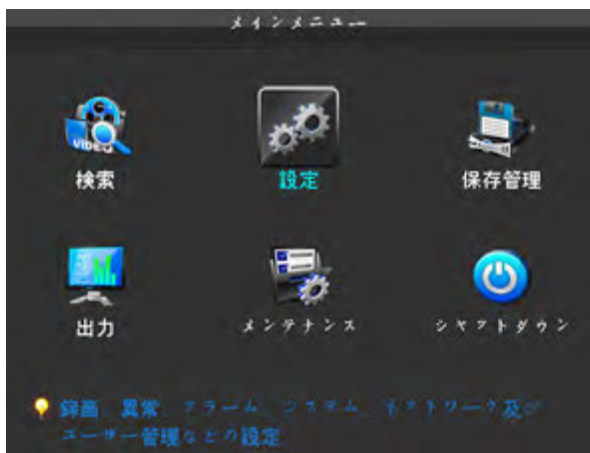 メインメニュー
VIDEO
検索
設定
保存管理
出力
メンテナンス
シャットダウン
録画 異常 アラーム、システム、ネットワーク及び
ユーザー管理などの設定